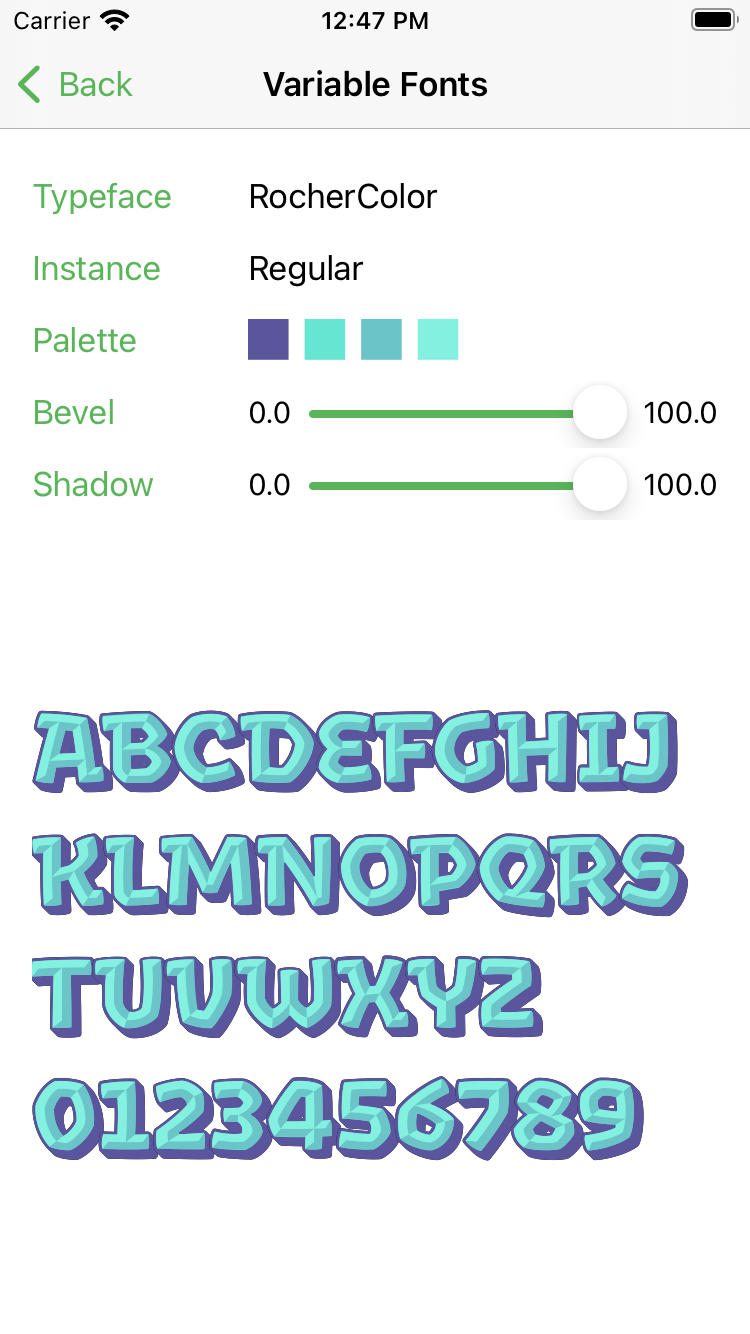 Carrier 12:47 PM
Back Variable Fonts
Typeface RocherColor
Instance Regular
Palette
Bevel 0.0 100.0
Shadow 0.0 100.0
ABCDEFGHIJ
KLMNOPQRS
TUVWXYZ
0123456789